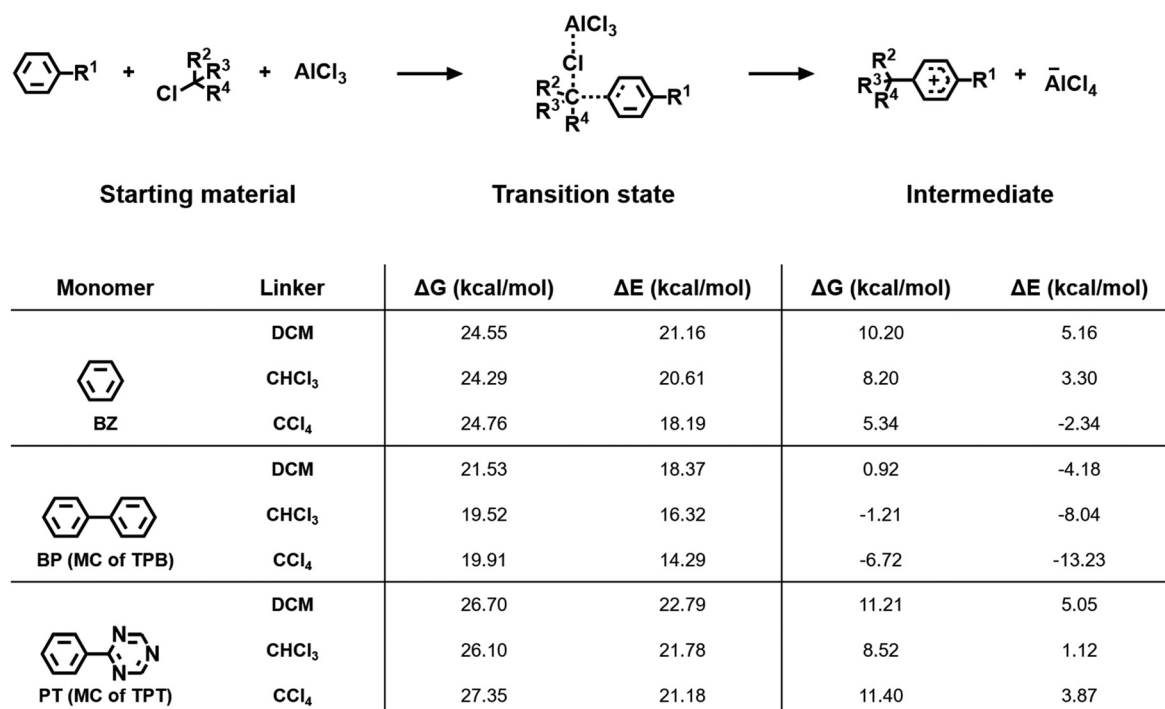 AlCl₃
R¹ + R² R³ R⁴ Cl + AlCl₃ R² R³ R⁴ C Cl R¹ R² R³ R⁴ + R¹ + AlCl₄⁻
Starting material Transition state Intermediate
Monomer Linker ΔG (kcal/mol) ΔE (kcal/mol) ΔG (kcal/mol) ΔE (kcal/mol)
DCM 24.55 21.16 10.20 5.16
CHCl₃ 24.29 20.61 8.20 3.30
BZ CCl₄ 24.76 18.19 5.34 -2.34
DCM 21.53 18.37 0.92 -4.18
CHCl₃ 19.52 16.32 -1.21 -8.04
BP (MC of TPB) CCl₄ 19.91 14.29 -6.72 -13.23
DCM 26.70 22.79 11.21 5.05
N N N CHCl₃ 26.10 21.78 8.52 1.12
PT (MC of TPT) CCl₄ 27.35 21.18 11.40 3.87